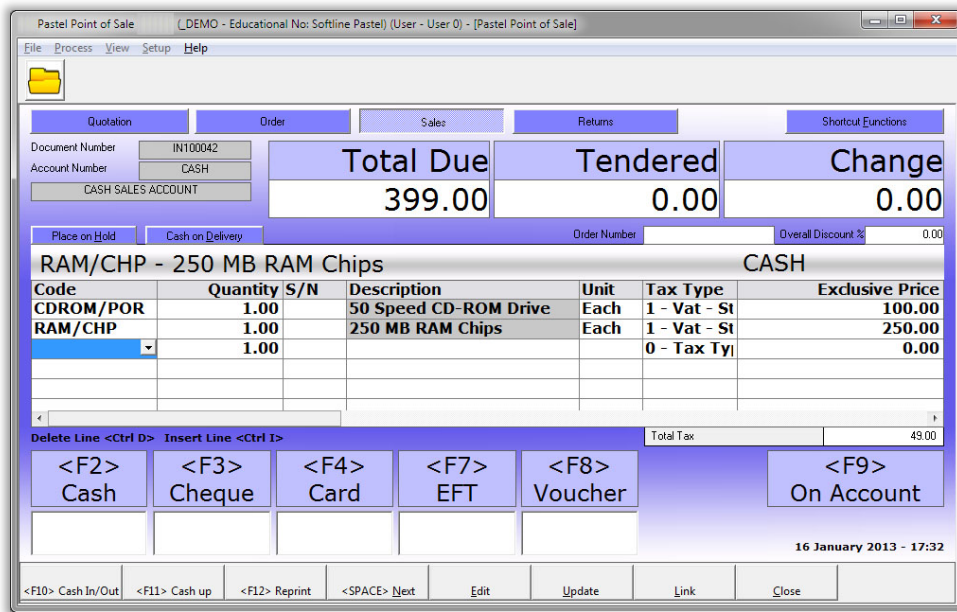 Pastel Point of Sale (_DEMO - Educational No: Softline Pastel) (User - User 0) - [Pastel Point of Sale]
File Process View Setup Help
Quotation Order Sales Returns Shortcut Functions
Document Number IN100042
Account Number CASH
CASH SALES ACCOUNT
Total Due Tendered Change
399.00 0.00 0.00
Place on Hold Cash on Delivery Order Number Overall Discount % 0.00
RAM/CHP - 250 MB RAM Chips CASH
Code Quantity S/N Description Unit Tax Type Exclusive Price
CDROM/POR 1.00 50 Speed CD-ROM Drive Each 1 - Vat - St 100.00
RAM/CHP 1.00 250 MB RAM Chips Each 1 - Vat - St 250.00
1.00 0 - Tax Ty 0.00
Delete Line <Ctrl D> Insert Line <Ctrl I> Total Tax 49.00
<F2> <F3> <F4> <F7> <F8> <F9>
Cash Cheque Card EFT Voucher On Account
16 January 2013 - 17:32
<F10> Cash In/Out <F11> Cash up <F12> Reprint <SPACE> Next Edit Update Link Close